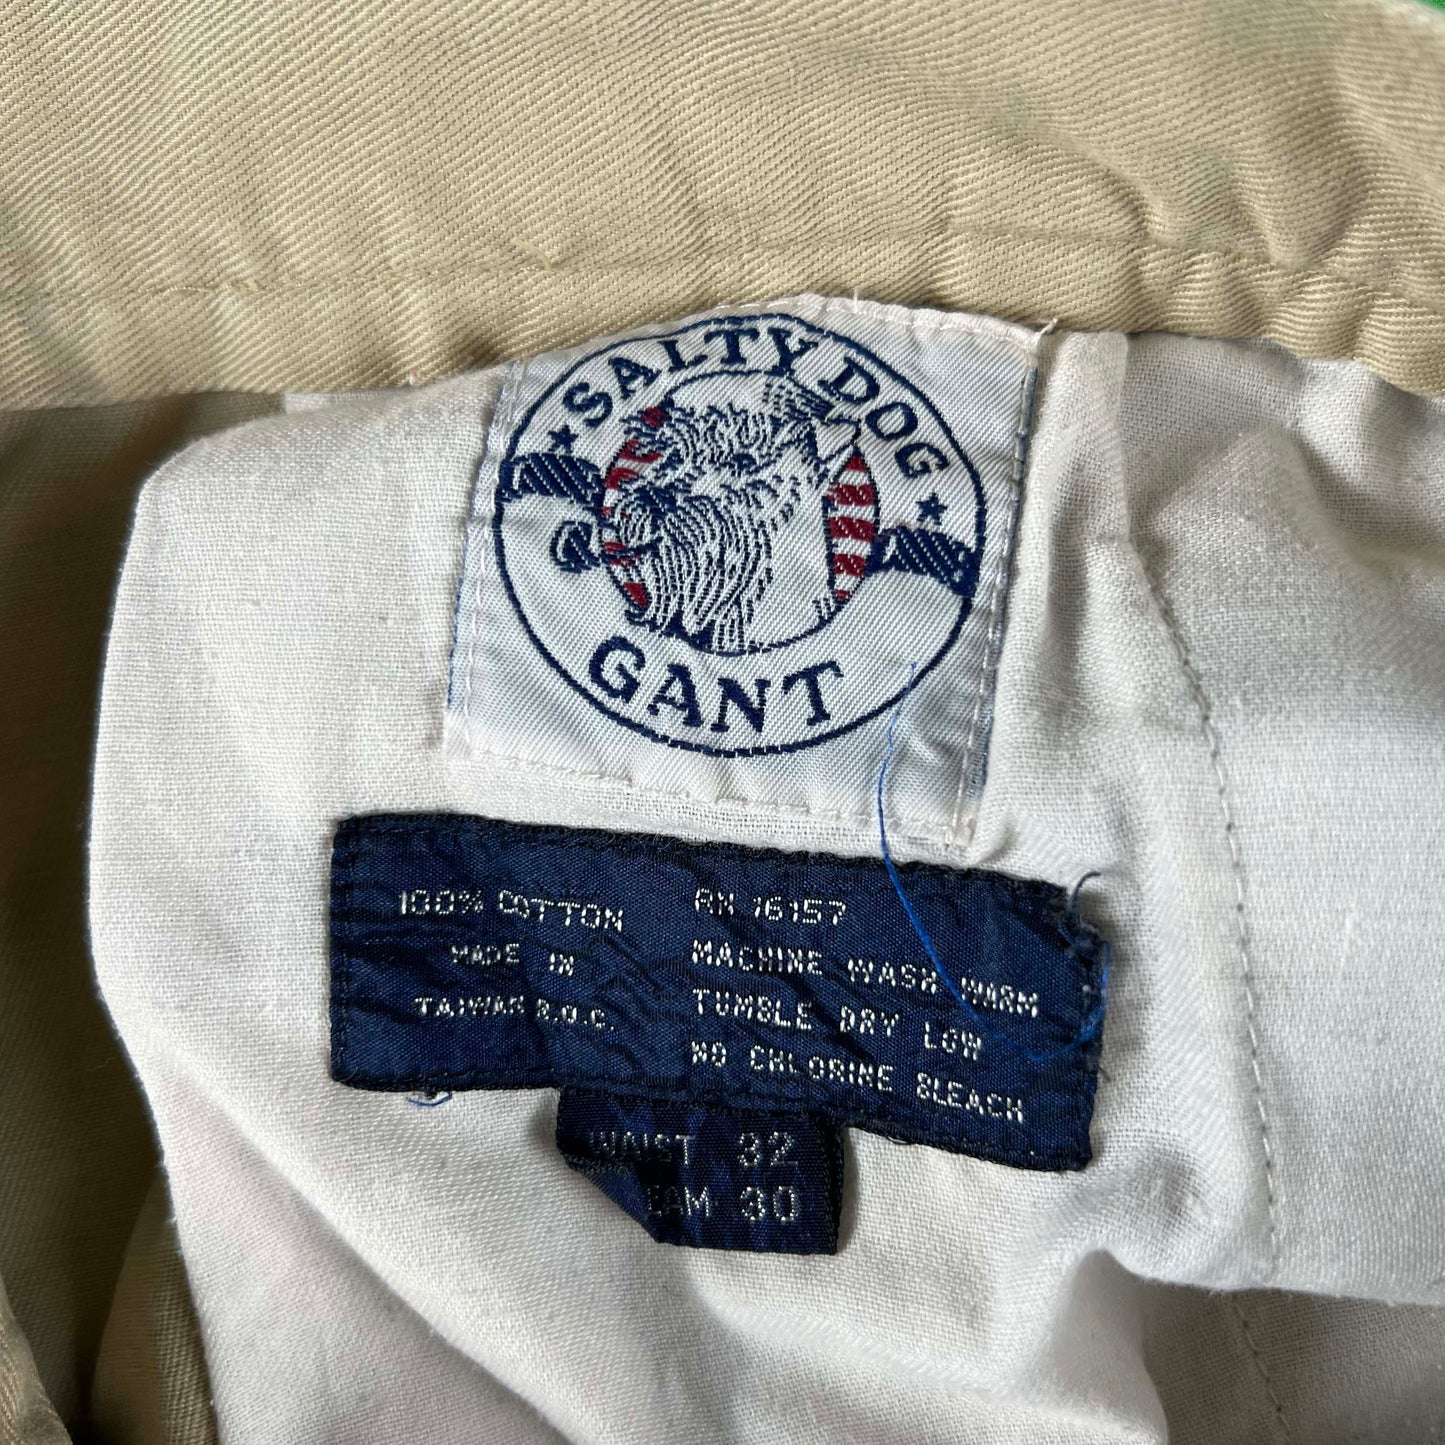 SALTY DOG
GANT
100% COTTON
MADE IN
TAIWAN R.O.C.
RN 16157
MACHINE WASH WARM
TUMBLE DRY LOW
NO CHLORINE BLEACH
WAIST 32
30